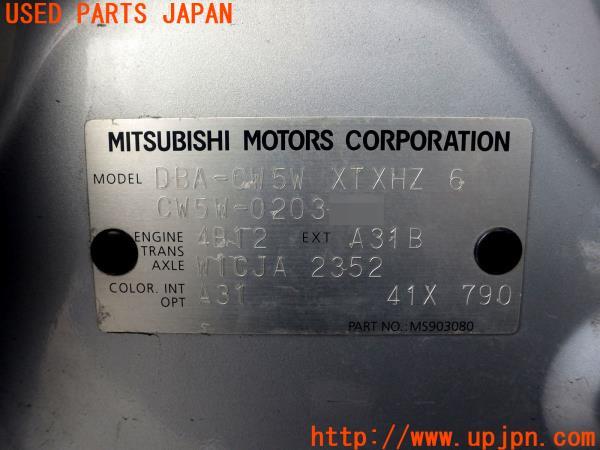 USED PARTS JAPAN
MITSUBISHI MOTORS CORPORATION
MODEL DBA-CW5W XTXHZ 6
CW5W-0203
ENGINE 4B12 EXT A31B
TRANS
AXLE W1CJA 2352
COLOR. INT A31 41X 790
OPT
PART NO.: MS903080
http://www.upjpn.com